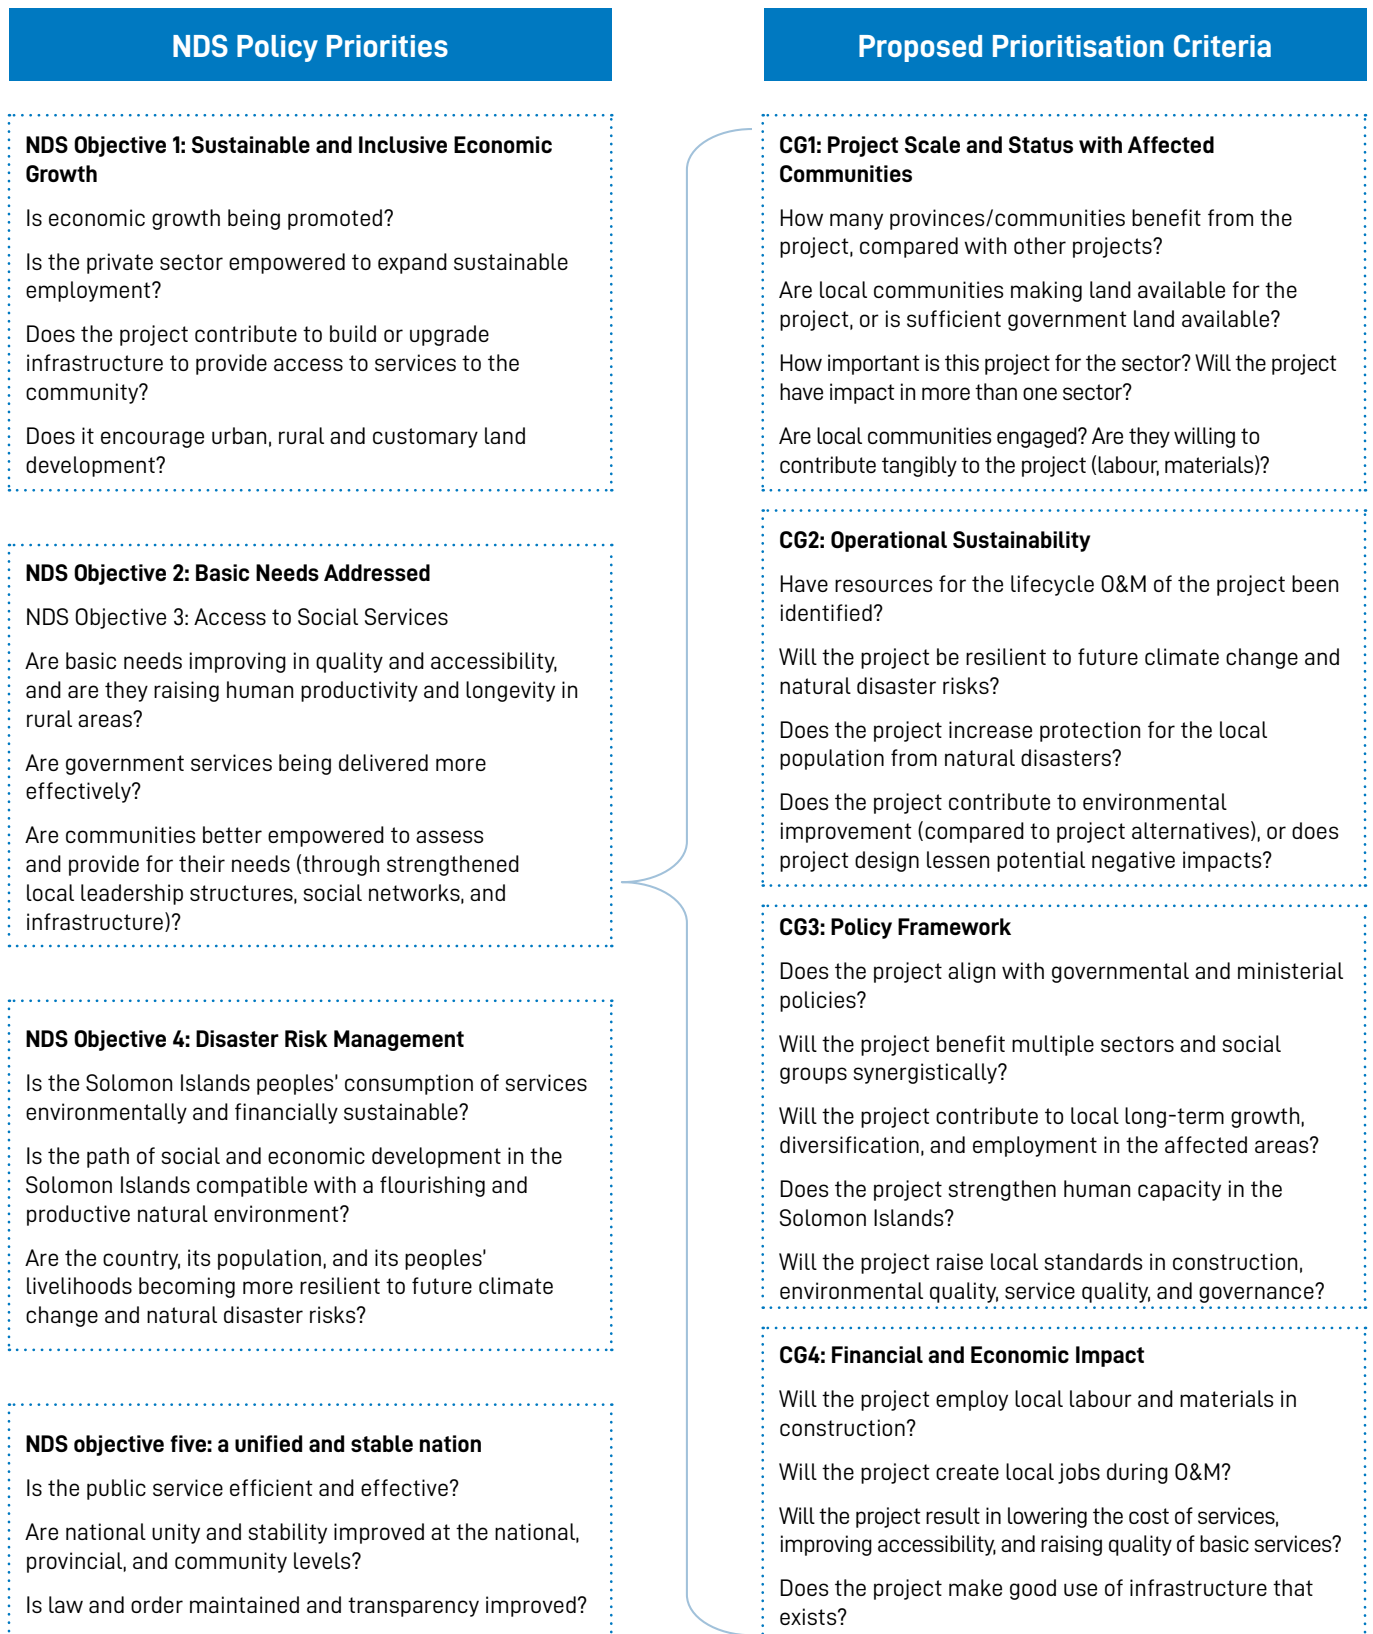 NDS Policy Priorities
NDS Objective 1: Sustainable and Inclusive Economic
Growth
Is economic growth being promoted?
Is the private sector empowered to expand sustainable
employment?
Does the project contribute to build or upgrade
infrastructure to provide access to services to the
community?
Does it encourage urban, rural and customary land
development?
NDS Objective 2: Basic Needs Addressed
NDS Objective 3: Access to Social Services
Are basic needs improving in quality and accessibility,
and are they raising human productivity and longevity in
rural areas?
Are government services being delivered more
effectively?
Are communities better empowered to assess
and provide for their needs (through strengthened
local leadership structures, social networks, and
infrastructure)?
NDS Objective 4: Disaster Risk Management
Is the Solomon Islands peoples' consumption of services
environmentally and financially sustainable?
Is the path of social and economic development in the
Solomon Islands compatible with a flourishing and
productive natural environment?
Are the country, its population, and its peoples'
livelihoods becoming more resilient to future climate
change and natural disaster risks?
NDS objective five: a unified and stable nation
Is the public service efficient and effective?
Are national unity and stability improved at the national,
provincial, and community levels?
Is law and order maintained and transparency improved?
Proposed Prioritisation Criteria
CG1: Project Scale and Status with Affected
Communities
How many provinces/communities benefit from the
project, compared with other projects?
Are local communities making land available for the
project, or is sufficient government land available?
How important is this project for the sector? Will the project
have impact in more than one sector?
Are local communities engaged? Are they willing to
contribute tangibly to the project (labour, materials)?
CG2: Operational Sustainability
Have resources for the lifecycle O&M of the project been
identified?
Will the project be resilient to future climate change and
natural disaster risks?
Does the project increase protection for the local
population from natural disasters?
Does the project contribute to environmental
improvement (compared to project alternatives), or does
project design lessen potential negative impacts?
CG3: Policy Framework
Does the project align with governmental and ministerial
policies?
Will the project benefit multiple sectors and social
groups synergistically?
Will the project contribute to local long-term growth,
diversification, and employment in the affected areas?
Does the project strengthen human capacity in the
Solomon Islands?
Will the project raise local standards in construction,
environmental quality, service quality, and governance?
CG4: Financial and Economic Impact
Will the project employ local labour and materials in
construction?
Will the project create local jobs during O&M?
Will the project result in lowering the cost of services,
improving accessibility, and raising quality of basic services?
Does the project make good use of infrastructure that
exists?